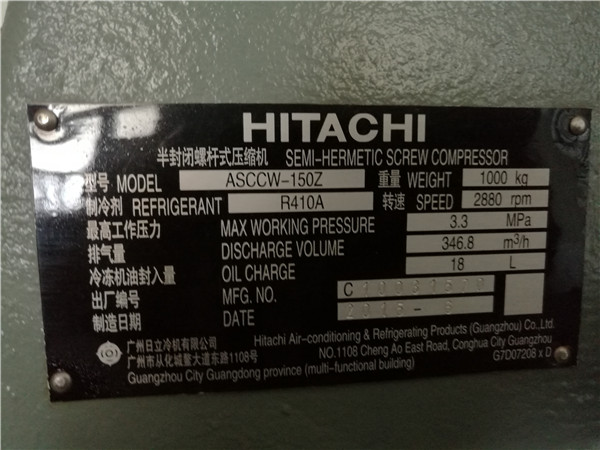 HITACHI
半封闭螺杆式压缩机 SEMI-HERMETIC SCREW COMPRESSOR
型号 MODEL ASCCW-150Z 重量 WEIGHT 1000 kg
制冷剂 REFRIGERANT R410A 转速 SPEED 2880 rpm
最高工作压力 MAX WORKING PRESSURE 3.3 MPa
排气量 DISCHARGE VOLUME 346.8 m³/h
冷冻机油封入量 OIL CHARGE 18 L
出厂编号 MFG. NO.
制造日期 DATE
广州日立冷机有限公司 Hitachi Air-conditioning & Refrigerating Products (Guangzhou) Co.,Ltd.
广州市从化城鳌大道东路1108号 NO.1108 Cheng Ao East Road, Conghua City Guangzhou
Guangzhou City Guangdong province (multi-functional building) G7D07208 x D